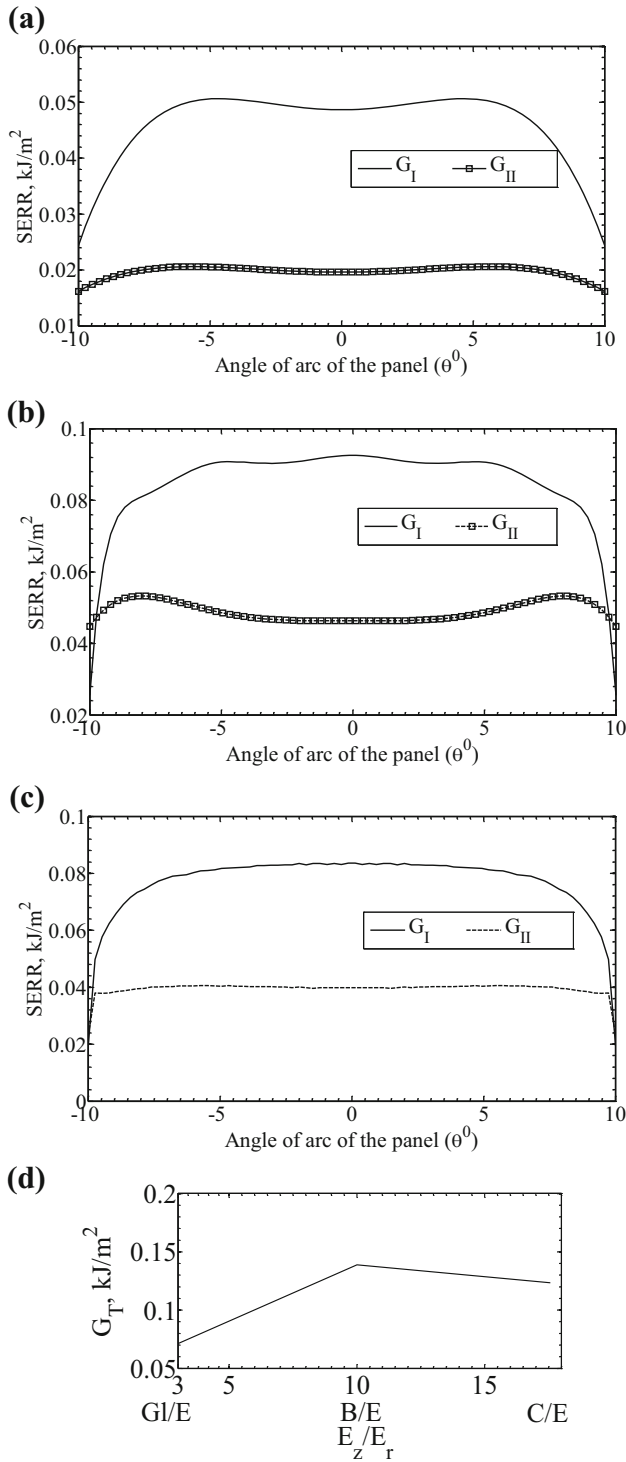 (a)
0.06
0.05
0.04
0.03
0.02
0.01
SERR, kJ/m²
G_I G_II
-10 -5 0 5 10
Angle of arc of the panel (θ⁰)
(b)
0.1
0.08
0.06
0.04
0.02
SERR, kJ/m²
G_I G_II
-10 -5 0 5 10
Angle of arc of the panel (θ⁰)
(c)
0.1
0.08
0.06
0.04
0.02
0
SERR, kJ/m²
G_I G_II
-10 -5 0 5 10
Angle of arc of the panel (θ⁰)
(d)
0.2
0.15
0.1
0.05
G_T, kJ/m²
3 5 10 15
Gl/E B/E C/E
E_z/E_r